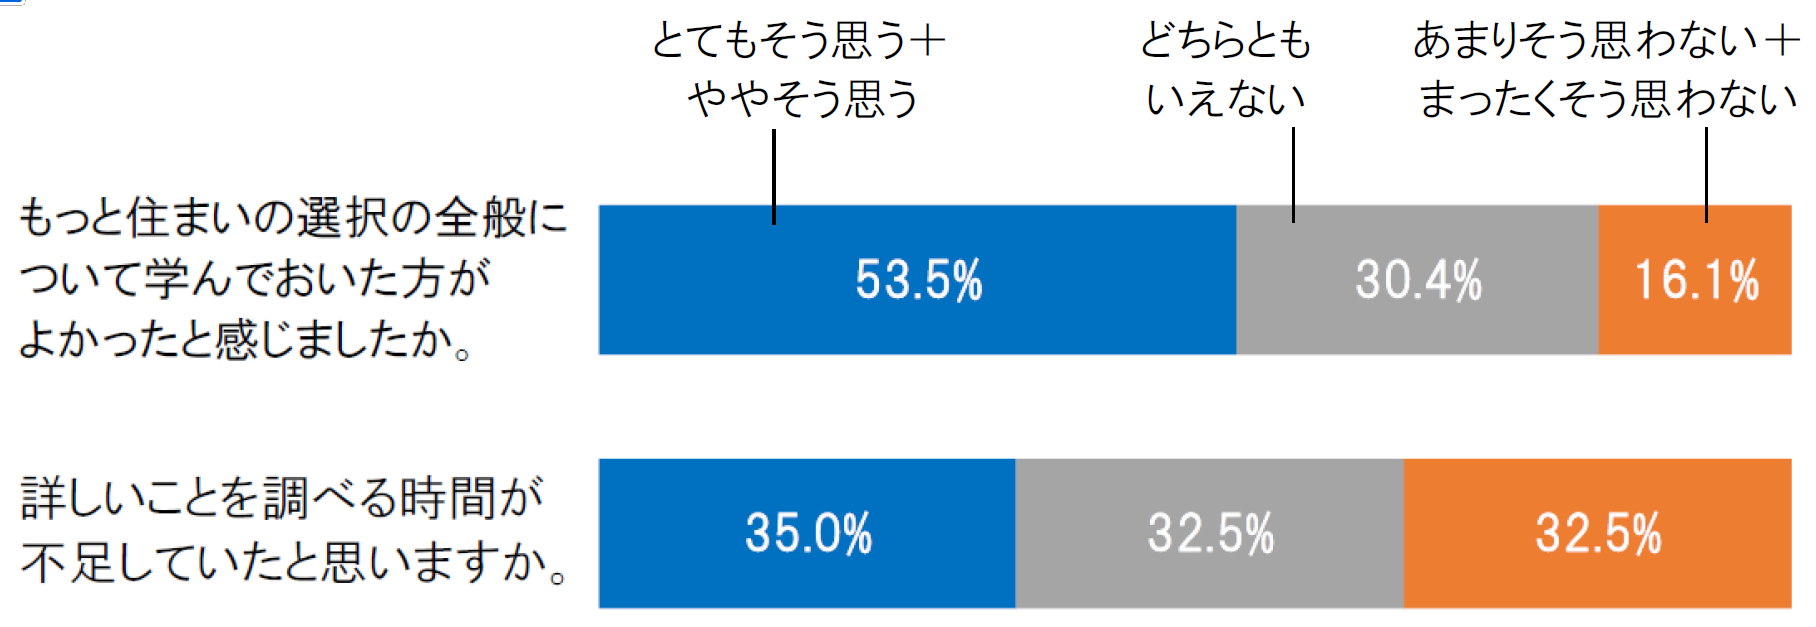 とてもそう思う＋
ややそう思う
どちらとも
いえない
あまりそう思わない＋
まったくそう思わない
もっと住まいの選択の全般に
ついて学んでおいた方が
よかったと感じましたか。
53.5%
30.4%
16.1%
詳しいことを調べる時間が
不足していたと思いますか。
35.0%
32.5%
32.5%